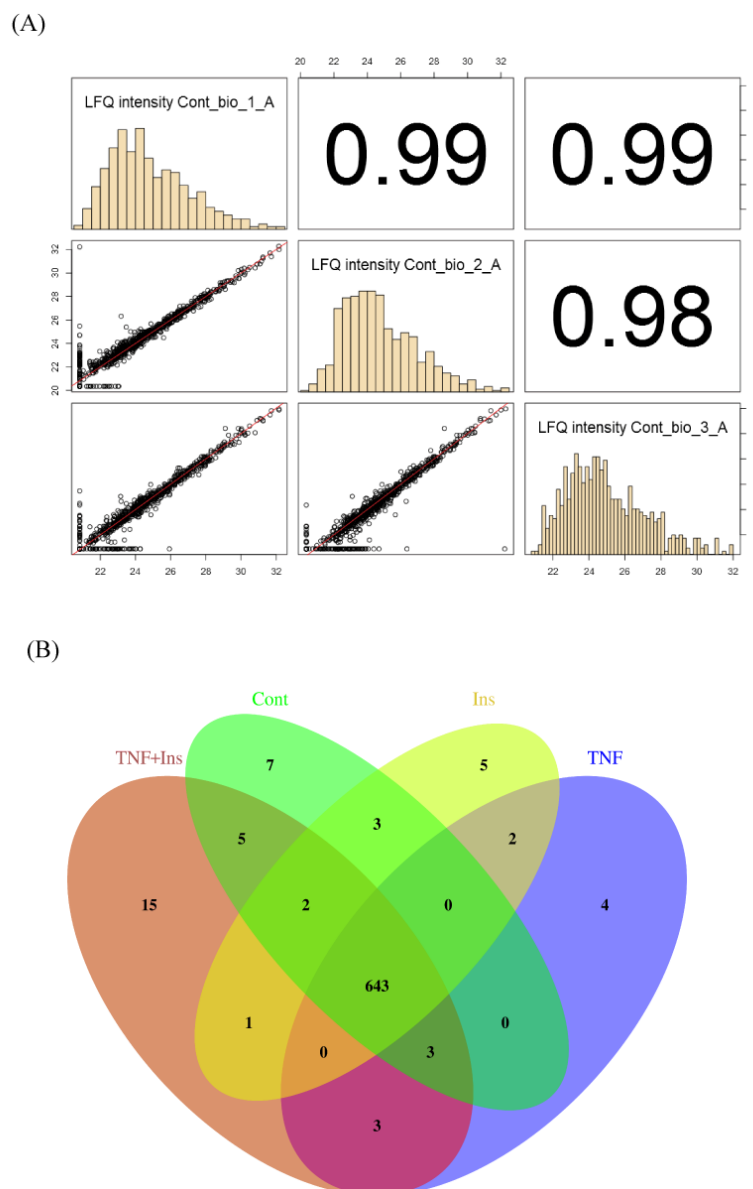 (A)
20 22 24 26 28 30 32
LFQ intensity Cont_bio_1_A
0.99
0.99
20 22 24 26 28 30 32
LFQ intensity Cont_bio_2_A
0.98
LFQ intensity Cont_bio_3_A
22 24 26 28 30 32
22 24 26 28 30 32
(B)
Cont
Ins
TNF+Ins
TNF
7
5
3
5
2
15
2
0
4
643
1
0
0
3
3